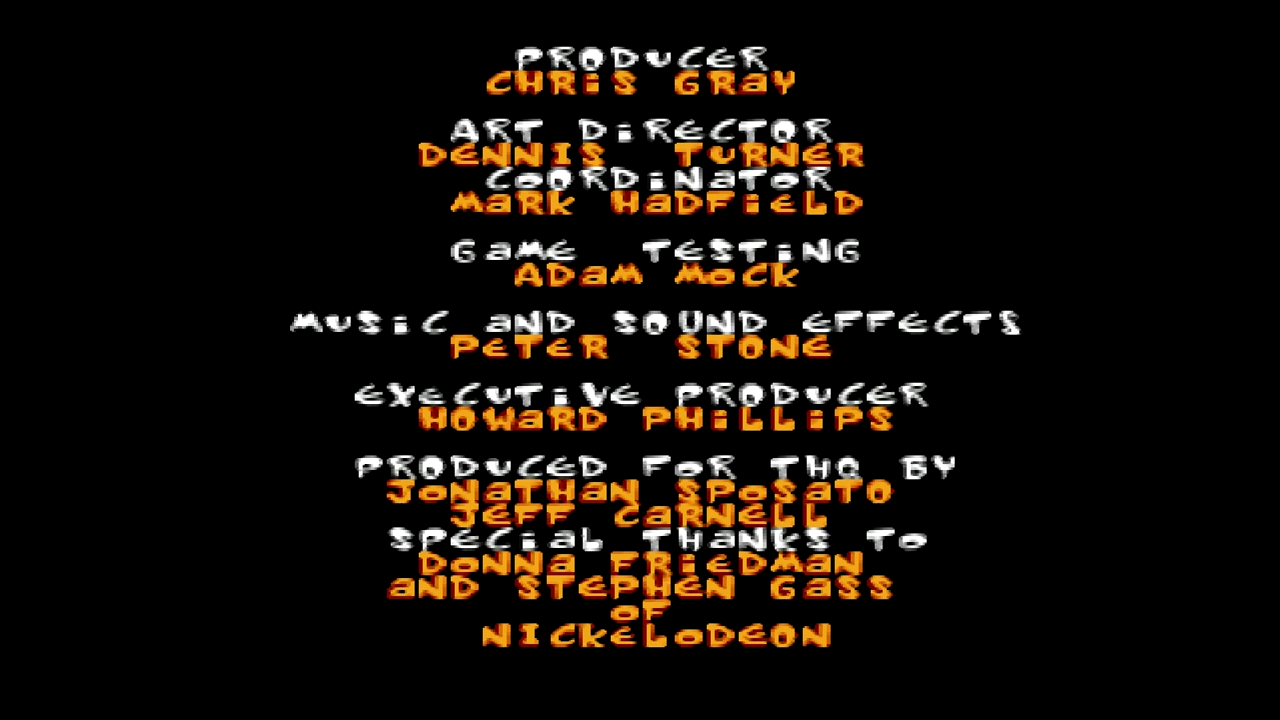 PRODUCER
CHRiS GRaY
ART DiRECTOR
DENNIS TURNER
COORDiNaTOR
MaRK HaDFiELD
GaME TESTiNG
ADaM MOCK
MUSiC aND SOUND EFFECTS
PETER STONE
EXECUTiVE PRODUCER
HOWaRD PHiLLiPS
PRODUCED FOR THQ BY
JONaTHaN SPOSaTO
JEFF CaRNELL
SPECiaL THaNKS TO
DONNa FRiEDMaN
aND STEPHEN GaSS
OF
NICKELODEON